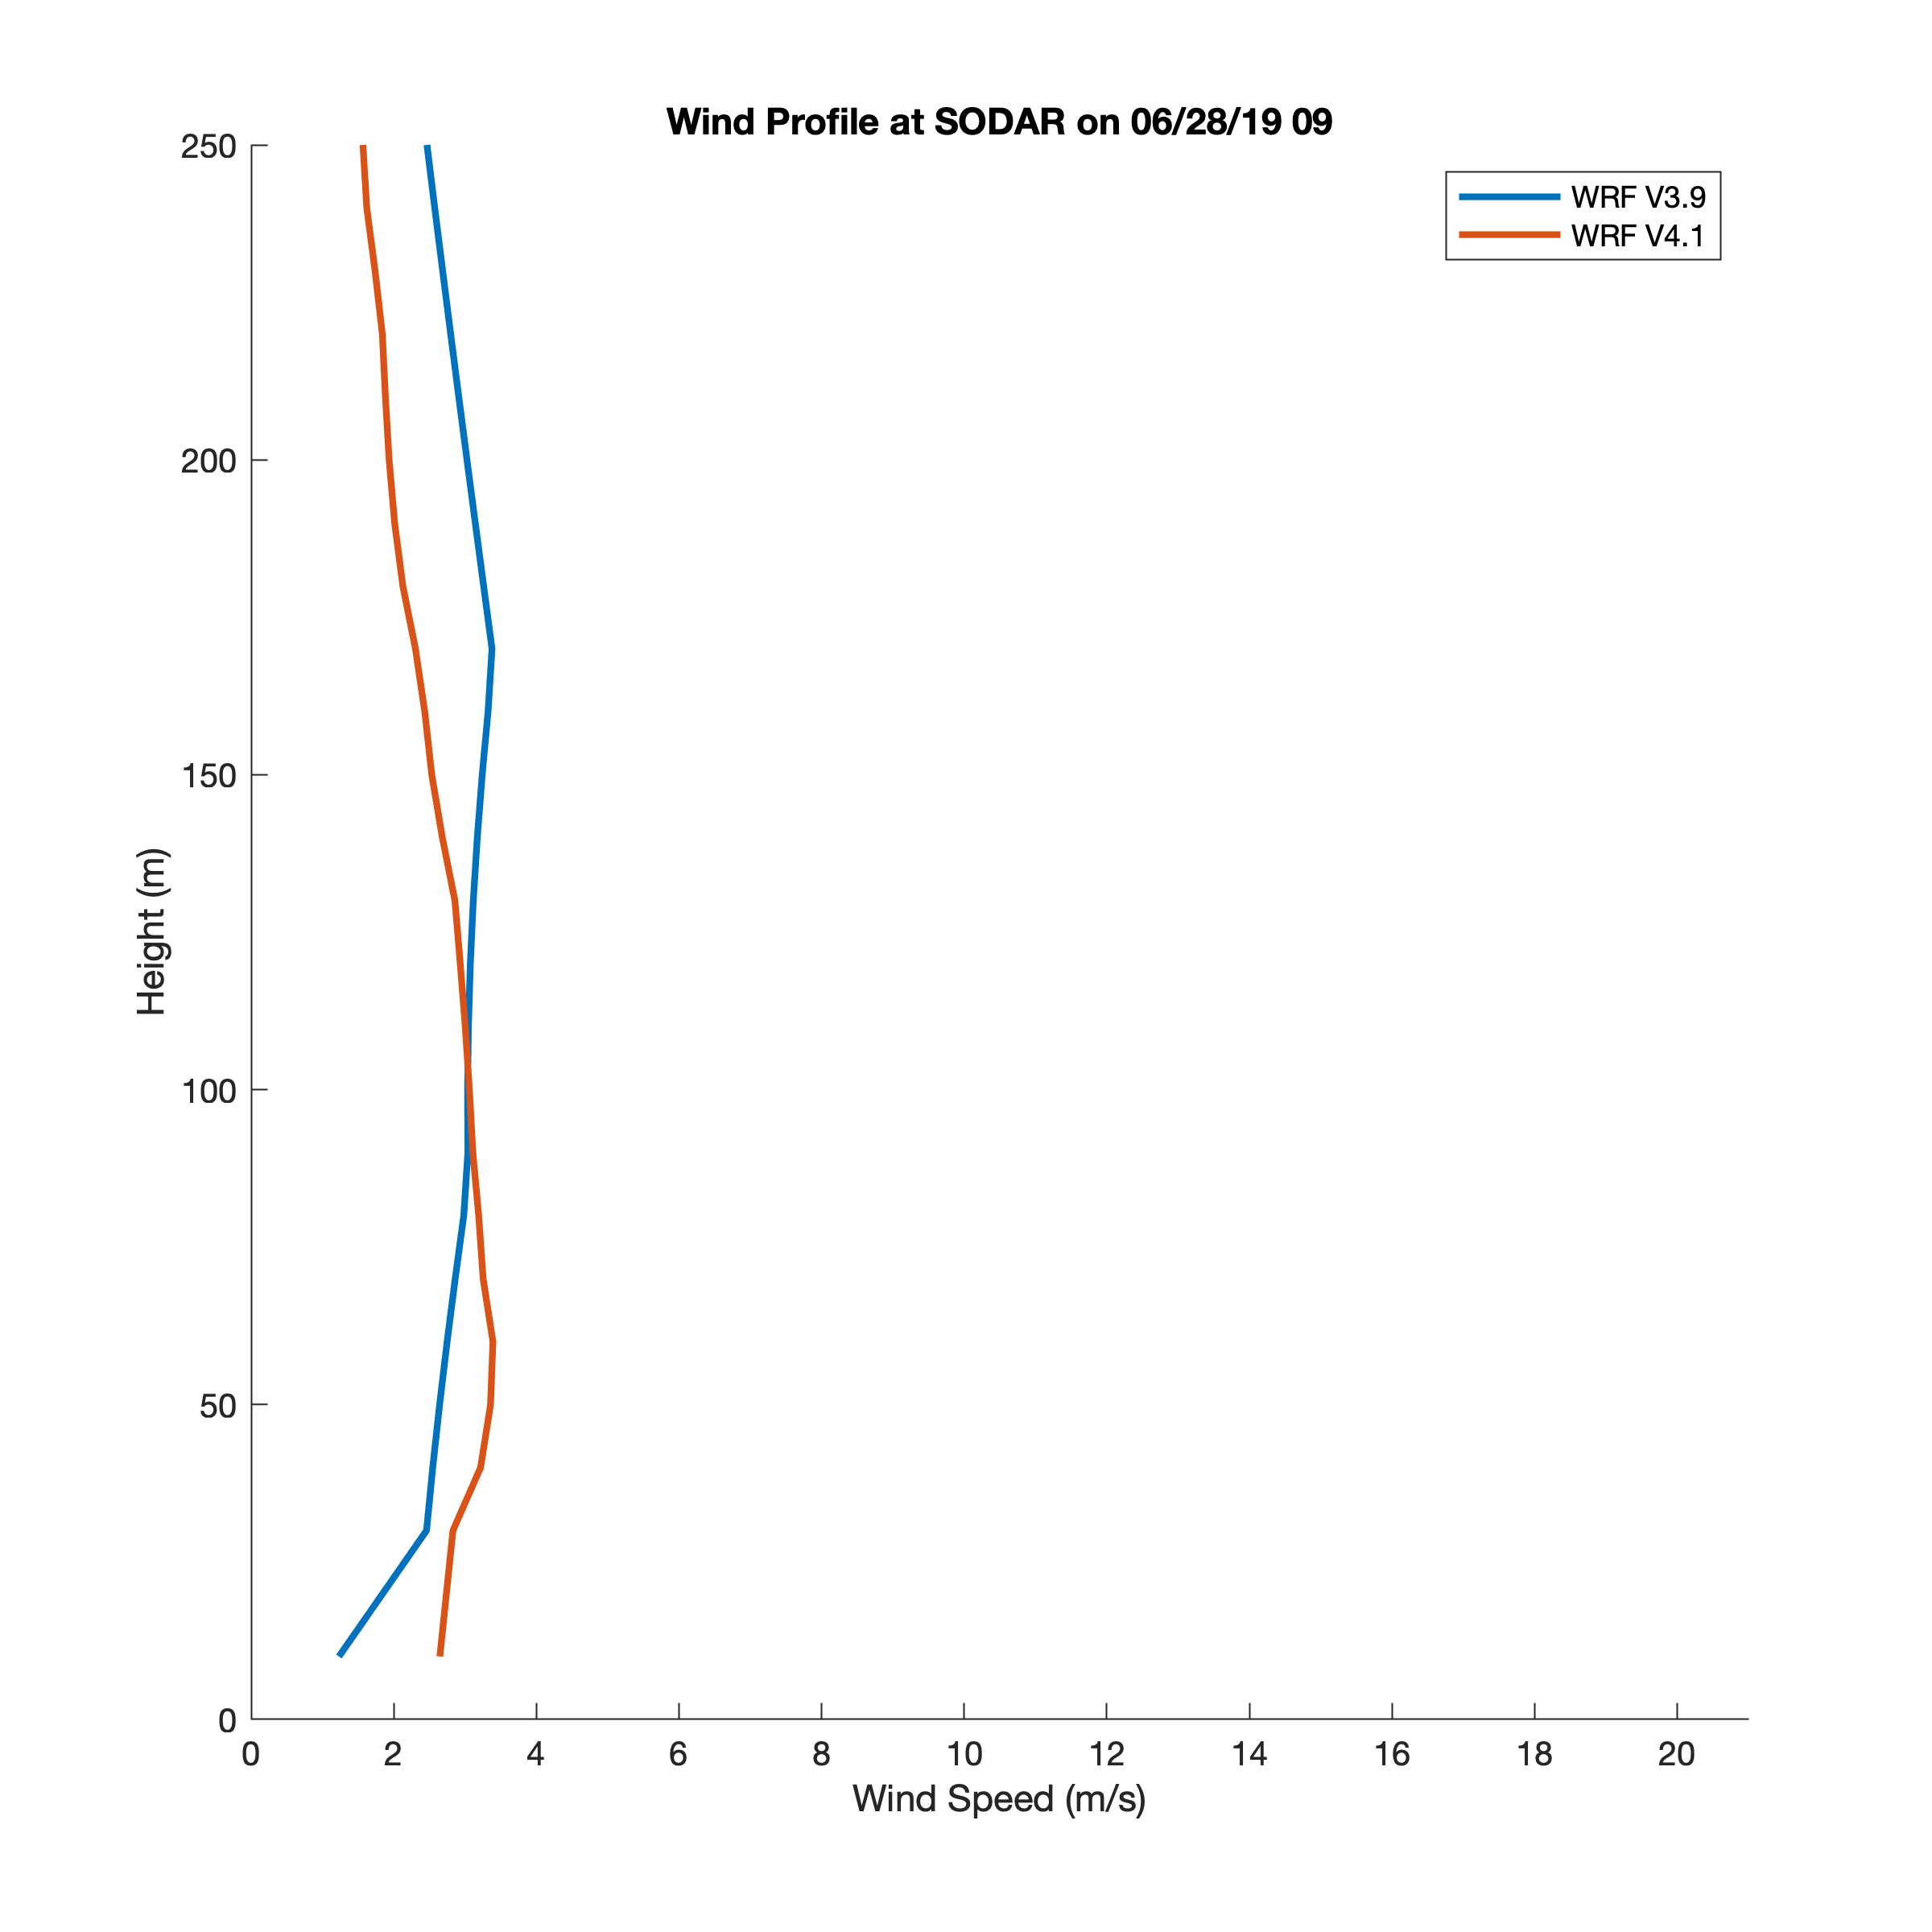 Wind Profile at SODAR on 06/28/19 09
WRF V3.9
WRF V4.1
250
200
150
100
50
0
Height (m)
0 2 4 6 8 10 12 14 16 18 20
Wind Speed (m/s)